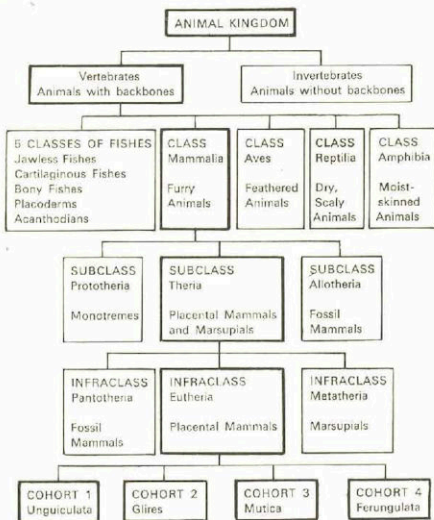 ANIMAL KINGDOM
Vertebrates
Animals with backbones
Invertebrates
Animals without backbones
5 CLASSES OF FISHES
Jawless Fishes
Cartilaginous Fishes
Bony Fishes
Placoderms
Acanthodians
CLASS
Mammalia
Furry
Animals
CLASS
Aves
Feathered
Animals
CLASS
Reptilia
Dry,
Scaly
Animals
CLASS
Amphibia
Moist-
skinned
Animals
SUBCLASS
Prototheria
Monotremes
SUBCLASS
Theria
Placental Mammals
and Marsupials
SUBCLASS
Allotheria
Fossil
Mammals
INFRACLASS
Pantotheria
Fossil
Mammals
INFRACLASS
Eutheria
Placental Mammals
INFRACLASS
Metatheria
Marsupials
COHORT 1
Unguiculata
COHORT 2
Glires
COHORT 3
Mutica
COHORT 4
Ferungulata